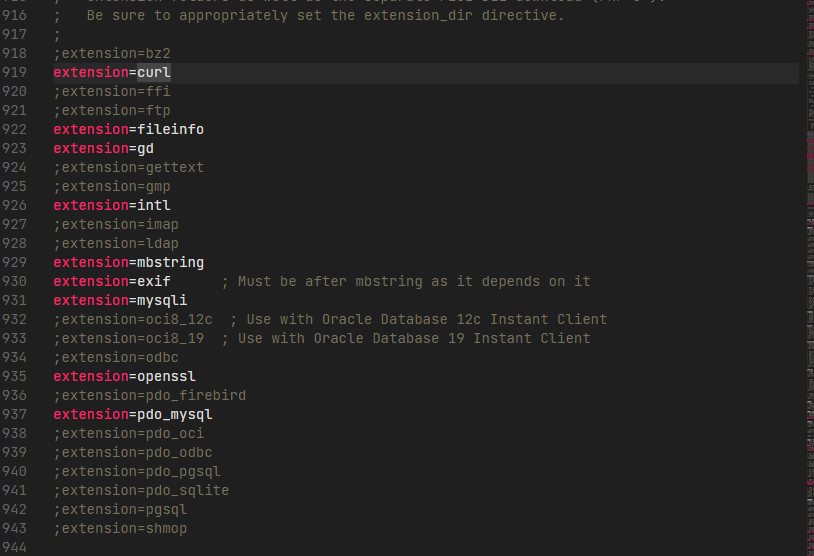 916 ;   Be sure to appropriately set the extension_dir directive.
917 ;
918 ;extension=bz2
919 extension=curl
920 ;extension=ffi
921 ;extension=ftp
922 extension=fileinfo
923 extension=gd
924 ;extension=gettext
925 ;extension=gmp
926 extension=intl
927 ;extension=imap
928 ;extension=ldap
929 extension=mbstring
930 extension=exif      ; Must be after mbstring as it depends on it
931 extension=mysqli
932 ;extension=oci8_12c  ; Use with Oracle Database 12c Instant Client
933 ;extension=oci8_19  ; Use with Oracle Database 19 Instant Client
934 ;extension=odbc
935 extension=openssl
936 ;extension=pdo_firebird
937 extension=pdo_mysql
938 ;extension=pdo_oci
939 ;extension=pdo_odbc
940 ;extension=pdo_pgsql
941 ;extension=pdo_sqlite
942 ;extension=pgsql
943 ;extension=shmop
944